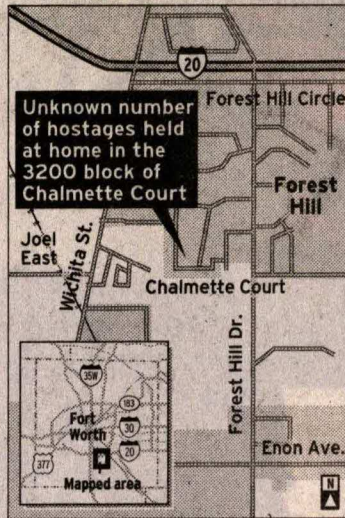 20
Forest Hill Circle
Unknown number
of hostages held
at home in the
3200 block of
Chalmette Court
Forest
Hill
Joel
East
Wichita St.
Chalmette Court
Forest Hill Dr.
35W
183
Fort
Worth
30
20
377
Mapped area
Enon Ave.
N